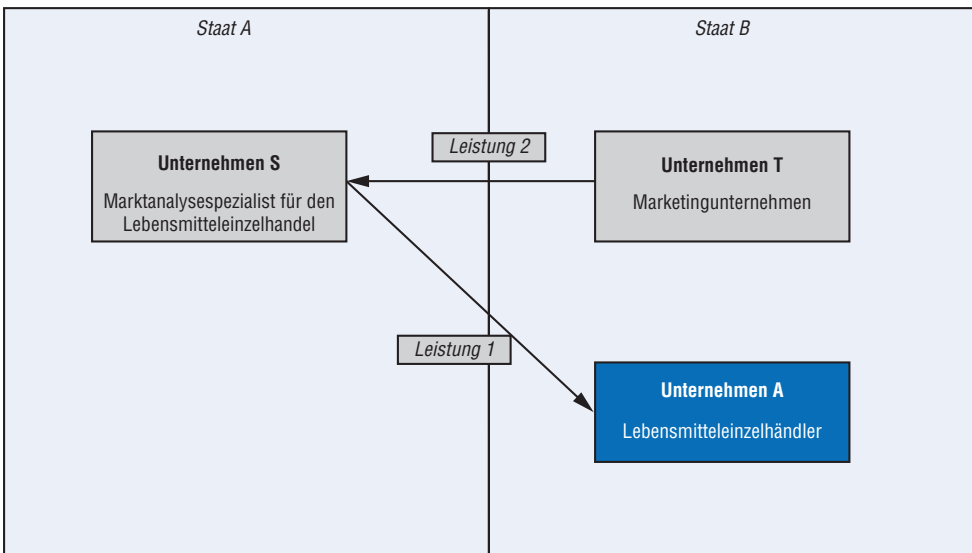 Staat A
Staat B
Leistung 2
Unternehmen S
Marktanalysespezialist für den
Lebensmitteleinzelhandel
Unternehmen T
Marketingunternehmen
Leistung 1
Unternehmen A
Lebensmitteleinzelhändler